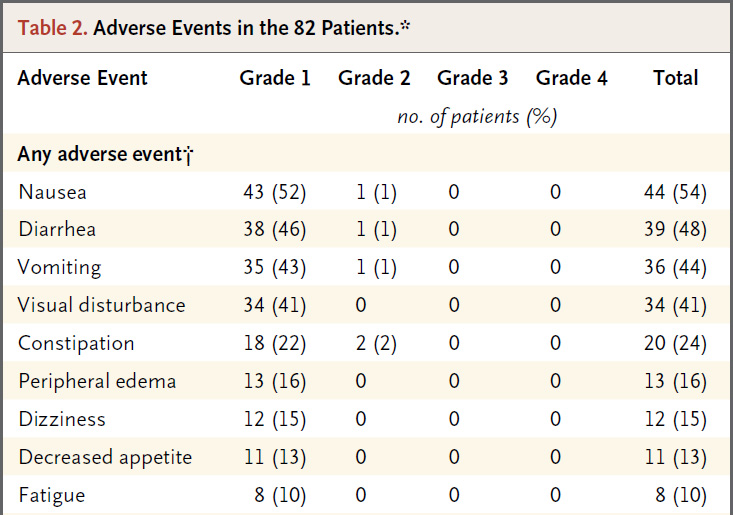 Table 2. Adverse Events in the 82 Patients.*
Adverse Event Grade 1 Grade 2 Grade 3 Grade 4 Total
no. of patients (%)
Any adverse event†
Nausea 43 (52) 1 (1) 0 0 44 (54)
Diarrhea 38 (46) 1 (1) 0 0 39 (48)
Vomiting 35 (43) 1 (1) 0 0 36 (44)
Visual disturbance 34 (41) 0 0 0 34 (41)
Constipation 18 (22) 2 (2) 0 0 20 (24)
Peripheral edema 13 (16) 0 0 0 13 (16)
Dizziness 12 (15) 0 0 0 12 (15)
Decreased appetite 11 (13) 0 0 0 11 (13)
Fatigue 8 (10) 0 0 0 8 (10)